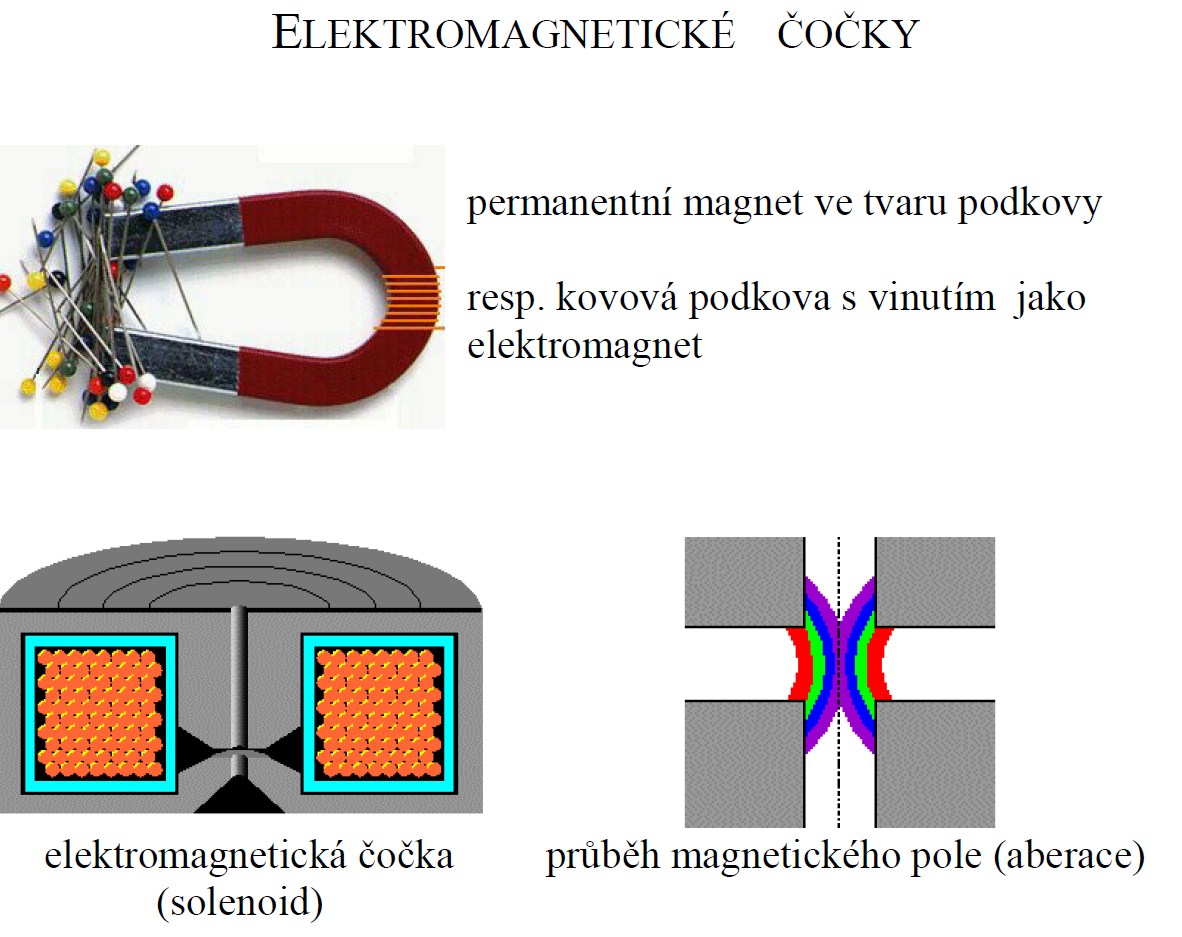 ELEKTROMAGNETICKÉ ČOČKY
permanentní magnet ve tvaru podkovy
resp. kovová podkova s vinutím jako
elektromagnet
elektromagnetická čočka
(solenoid)
průběh magnetického pole (aberace)